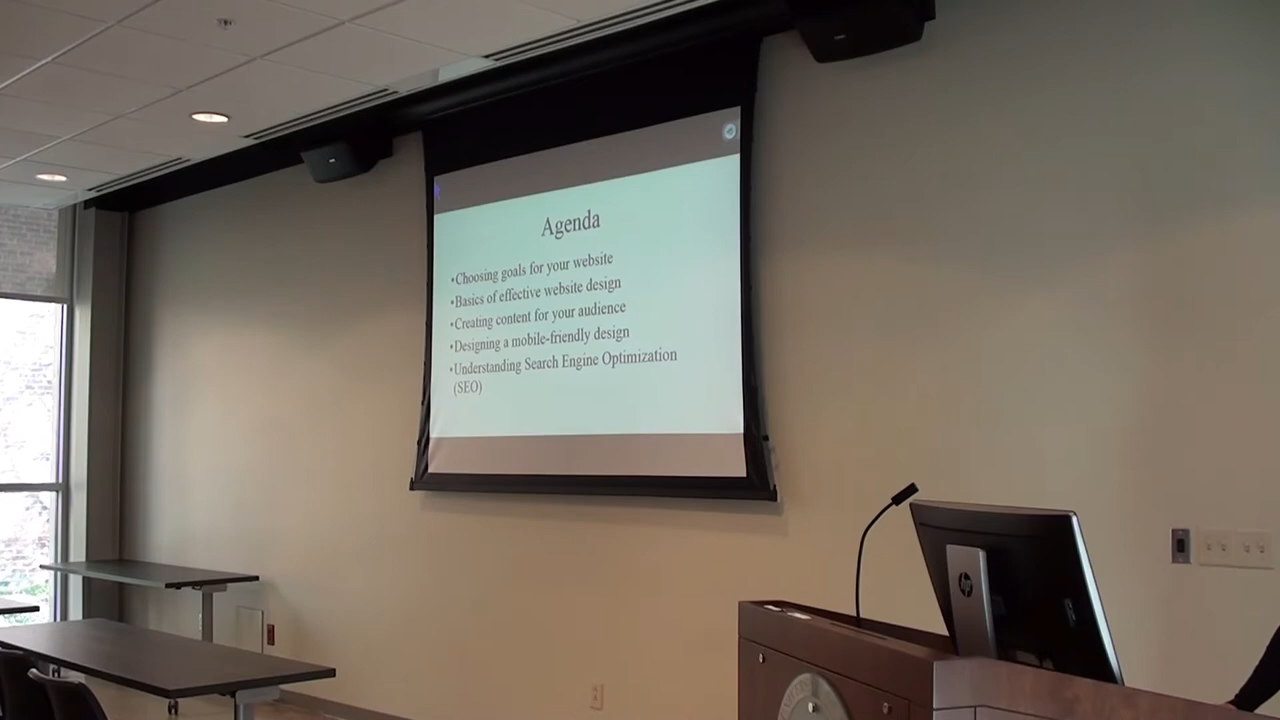 Agenda
•Choosing goals for your website
•Basics of effective website design
•Creating content for your audience
•Designing a mobile-friendly design
•Understanding Search Engine Optimization
(SEO)
hp